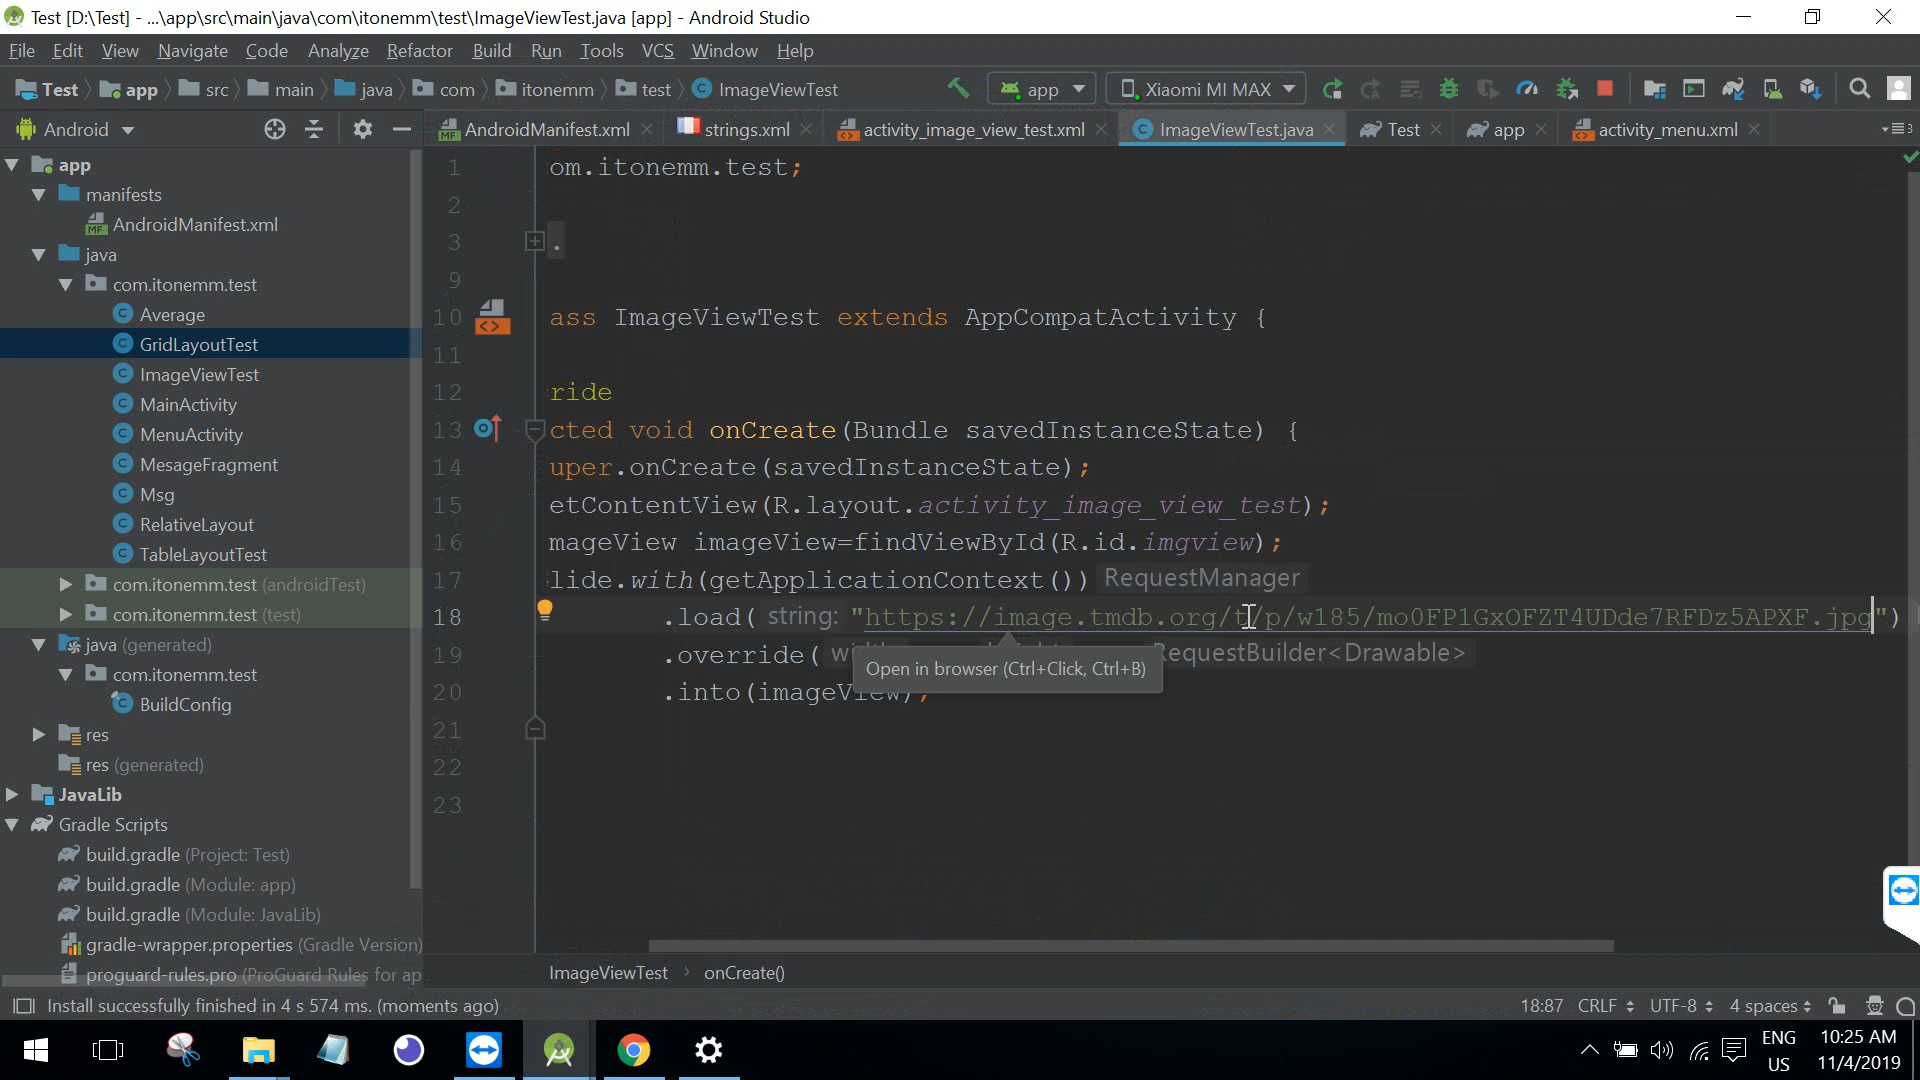 Test [D:\Test] - ...\app\src\main\java\com\itonemm\test\ImageViewTest.java [app] - Android Studio
File Edit View Navigate Code Analyze Refactor Build Run Tools VCS Window Help
Test app src main java com itonemm test ImageViewTest app Xiaomi MI MAX
Android AndroidManifest.xml strings.xml activity_image_view_test.xml ImageViewTest.java Test app activity_menu.xml 3
app
manifests
AndroidManifest.xml
java
com.itonemm.test
Average
GridLayoutTest
ImageViewTest
MainActivity
MenuActivity
MesageFragment
Msg
RelativeLayout
TableLayoutTest
com.itonemm.test (androidTest)
com.itonemm.test (test)
java (generated)
com.itonemm.test
BuildConfig
res
res (generated)
JavaLib
Gradle Scripts
build.gradle (Project: Test)
build.gradle (Module: app)
build.gradle (Module: JavaLib)
gradle-wrapper.properties (Gradle Version)
proguard-rules.pro (ProGuard Rules for ap
1 om.itonemm.test;
2
3 .
9
10 ass ImageViewTest extends AppCompatActivity {
11
12 ride
13 cted void onCreate(Bundle savedInstanceState) {
14 uper.onCreate(savedInstanceState);
15 etContentView(R.layout.activity_image_view_test);
16 mageView imageView=findViewById(R.id.imgview);
17 lide.with(getApplicationContext()) RequestManager
18 .load( string: "https://image.tmdb.org/t/p/w185/mo0FP1GxOFZT4UDde7RFDz5APXF.jpg")
19 .override( RequestBuilder<Drawable>
Open in browser (Ctrl+Click, Ctrl+B)
20 .into(imageView);
21
22
23
ImageViewTest onCreate()
Install successfully finished in 4 s 574 ms. (moments ago) 18:87 CRLF UTF-8 4 spaces
ENG
US
10:25 AM
11/4/2019